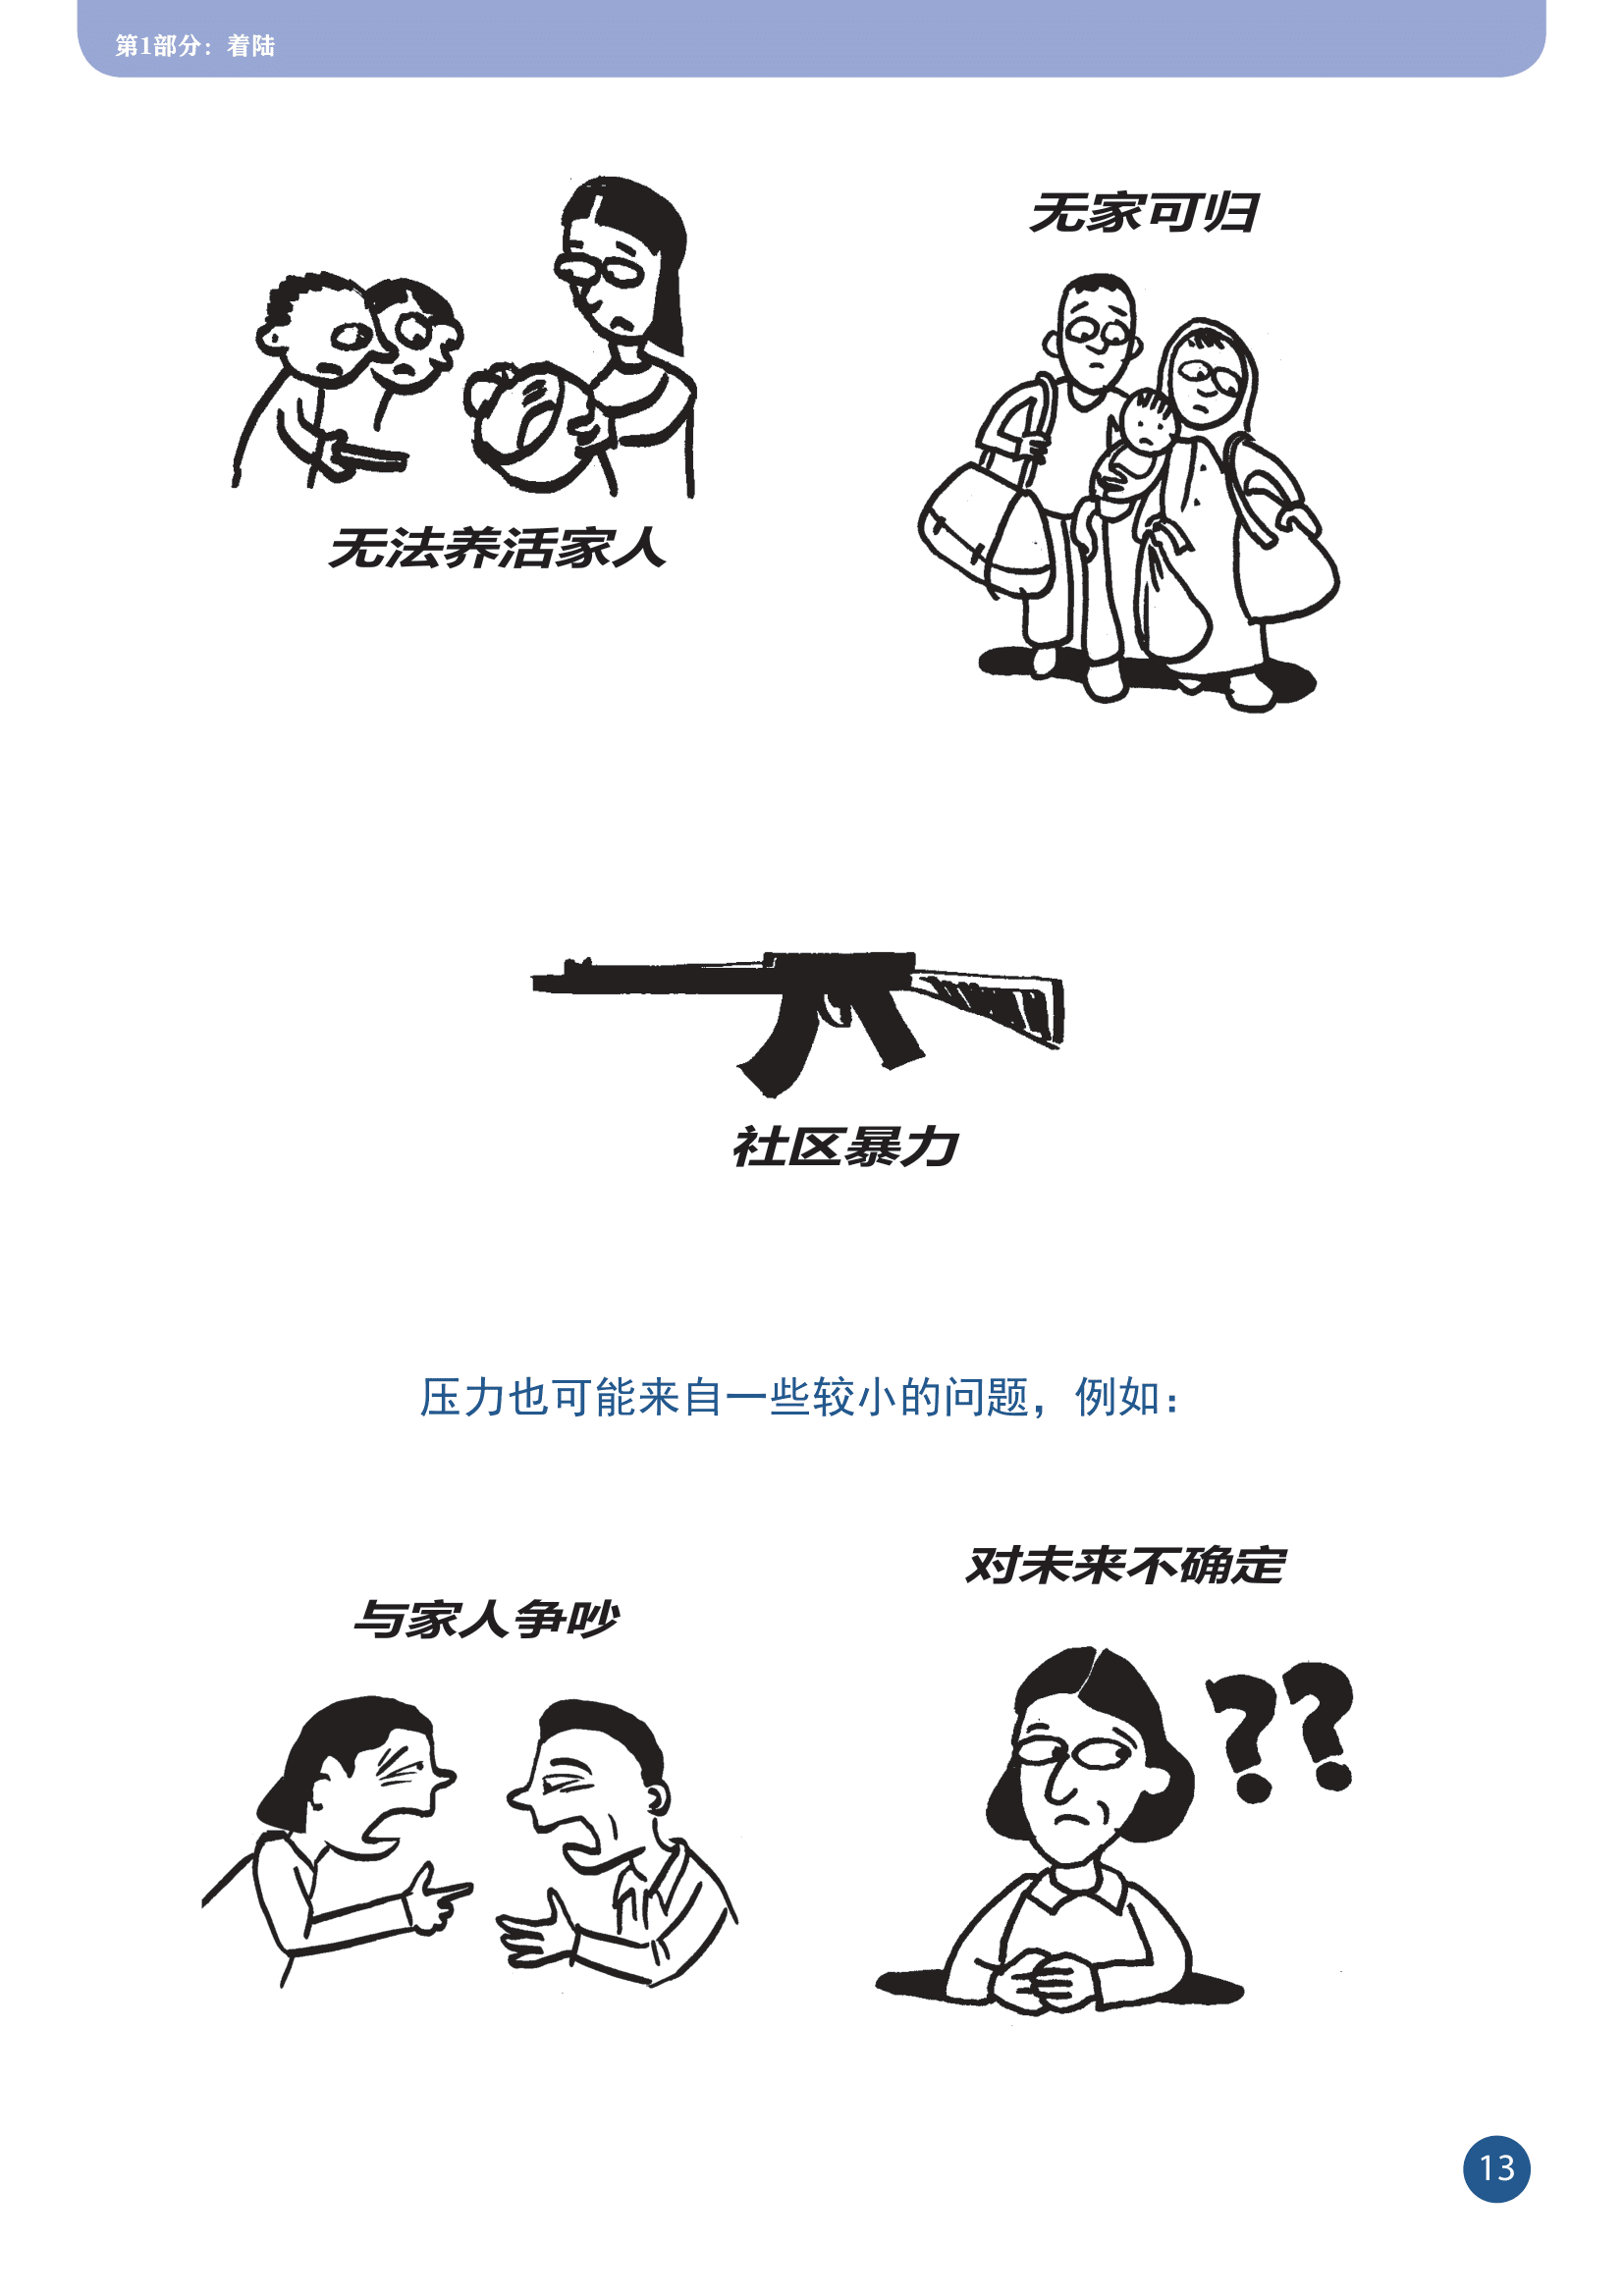 第1部分：着陆
无家可归
无法养活家人
社区暴力
压力也可能来自一些较小的问题，例如：
对未来不确定
与家人争吵
??
13